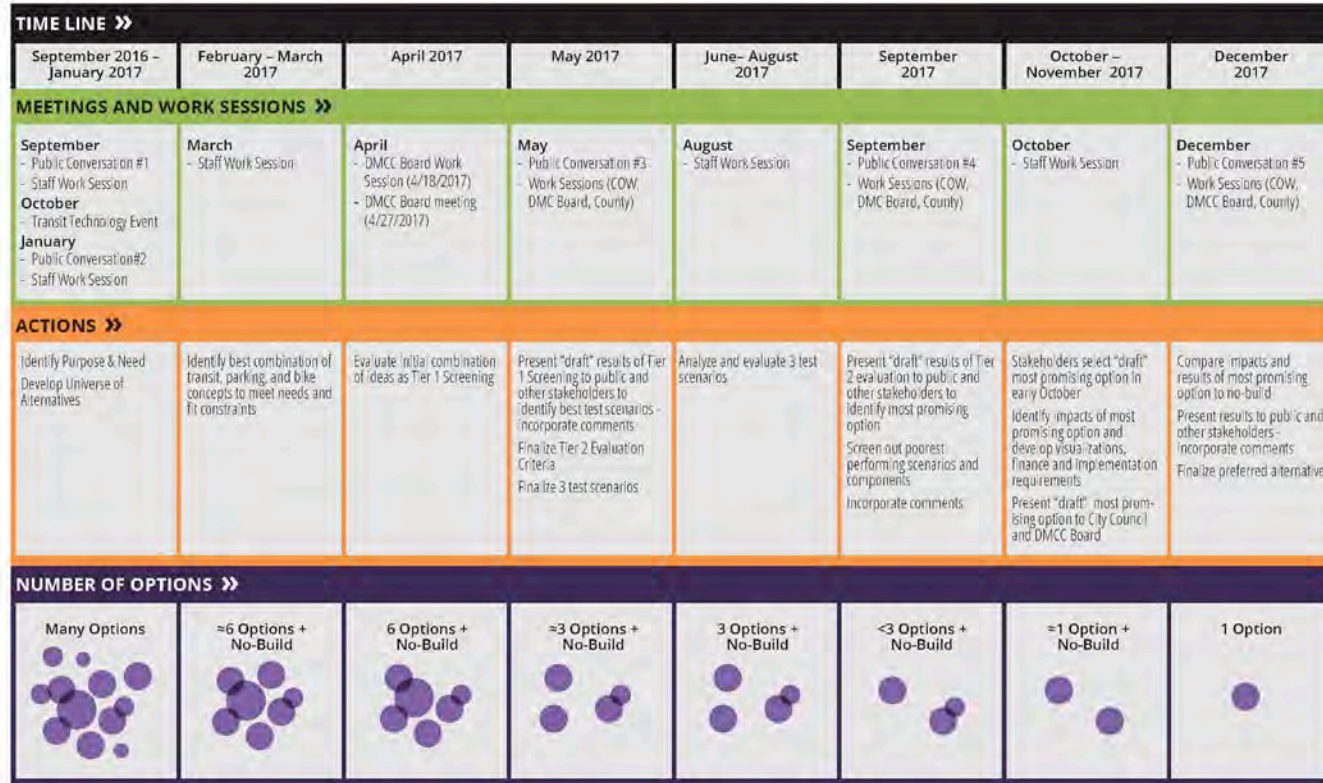 TIME LINE »
September 2016 –
January 2017
February – March
2017
April 2017
May 2017
June– August
2017
September
2017
October –
November 2017
December
2017
MEETINGS AND WORK SESSIONS »
September
- Public Conversation #1
- Staff Work Session
October
- Transit Technology Event
January
- Public Conversation#2
- Staff Work Session
March
- Staff Work Session
April
- DMCC Board Work
Session (4/18/2017)
- DMCC Board meeting
(4/27/2017)
May
- Public Conversation #3
- Work Sessions (COW,
DMC Board, County)
August
- Staff Work Session
September
- Public Conversation #4
- Work Sessions (COW,
DMC Board, County)
October
- Staff Work Session
December
- Public Conversation #5
- Work Sessions (COW,
DMCC Board, County)
ACTIONS »
Identify Purpose & Need
Develop Universe of
Alternatives
Identify best combination of
transit, parking, and bike
concepts to meet needs and
fit constraints
Evaluate initial combination
of ideas as Tier 1 Screening
Present "draft" results of Tier
1 Screening to public and
other stakeholders to
identify best test scenarios -
incorporate comments
Finalize Tier 2 Evaluation
Criteria
Finalize 3 test scenarios
Analyze and evaluate 3 test
scenarios
Present "draft" results of Tier
2 evaluation to public and
other stakeholders to
identify most promising
option
Screen out poorest
performing scenarios and
components
Incorporate comments
Stakeholders select "draft"
most promising option in
early October
Identify impacts of most
promising option and
develop visualizations,
finance and implementation
requirements
Present "draft" most prom-
ising option to City Council
and DMCC Board
Compare impacts and
results of most promising
option to no-build
Present results to public and
other stakeholders -
incorporate comments
Finalize preferred alternative
NUMBER OF OPTIONS »
Many Options
≈6 Options +
No-Build
6 Options +
No-Build
≈3 Options +
No-Build
3 Options +
No-Build
<3 Options +
No-Build
≈1 Option +
No-Build
1 Option